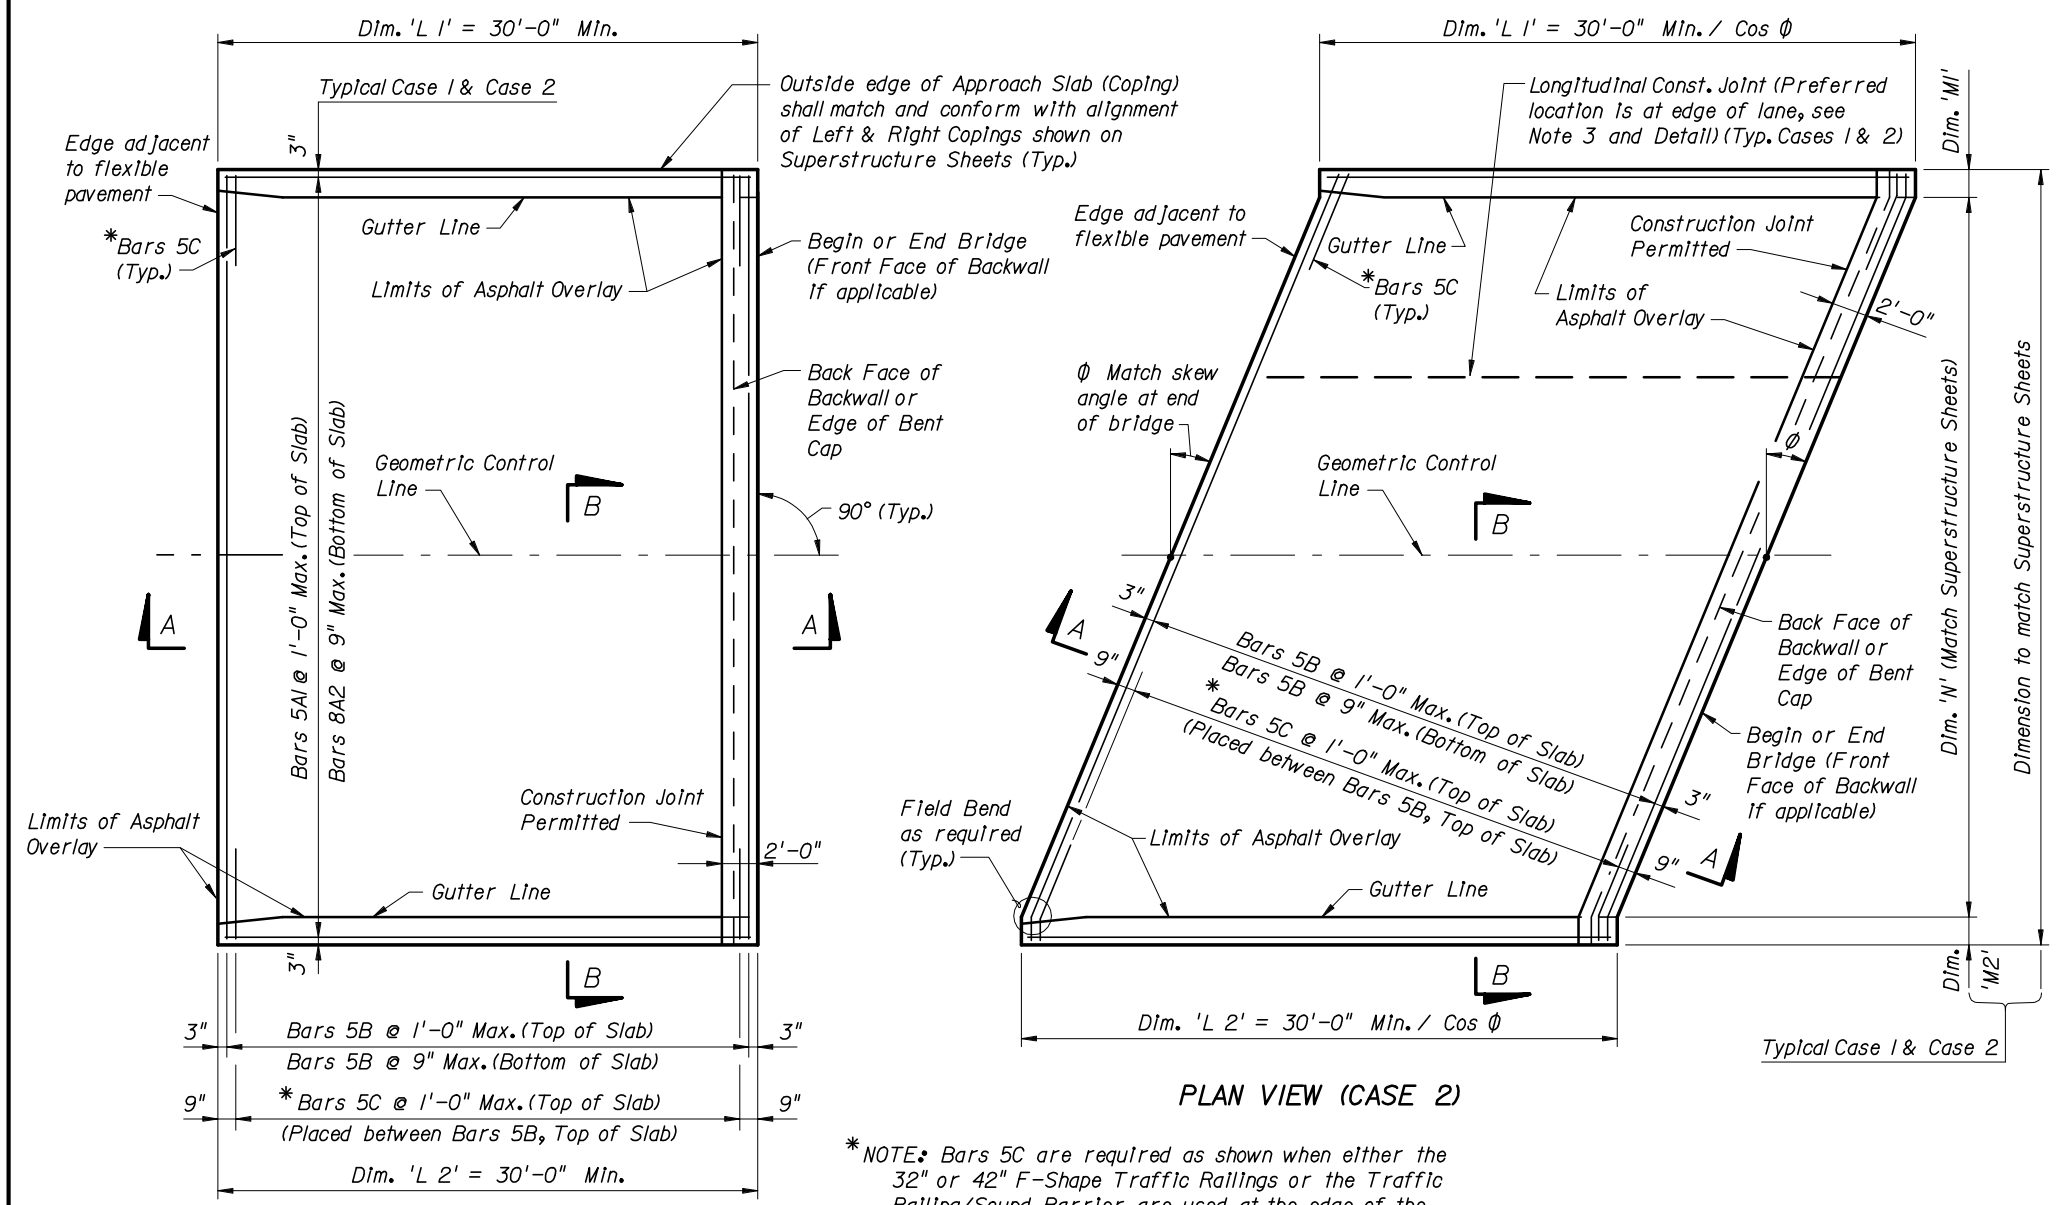 Dim. 'L 1' = 30'-0" Min.
Typical Case 1 & Case 2
3"
Outside edge of Approach Slab (Coping)
shall match and conform with alignment
of Left & Right Copings shown on
Superstructure Sheets (Typ.)
Edge adjacent
to flexible
pavement
*Bars 5C
(Typ.)
Gutter Line
Limits of Asphalt Overlay
Begin or End Bridge
(Front Face of Backwall
if applicable)
Back Face of
Backwall or
Edge of Bent
Cap
Bars 5A1 @ 1'-0" Max. (Top of Slab)
Bars 8A2 @ 9" Max. (Bottom of Slab)
Geometric Control
Line
B
90° (Typ.)
A
A
Limits of Asphalt
Overlay
Construction Joint
Permitted
2'-0"
Gutter Line
3"
B
3"
Bars 5B @ 1'-0" Max. (Top of Slab)
3"
Bars 5B @ 9" Max. (Bottom of Slab)
9"
*Bars 5C @ 1'-0" Max. (Top of Slab)
9"
(Placed between Bars 5B, Top of Slab)
Dim. 'L 2' = 30'-0" Min.
Dim. 'L 1' = 30'-0" Min. / Cos ϕ
Longitudinal Const. Joint (Preferred
location is at edge of lane, see
Note 3 and Detail) (Typ. Cases 1 & 2)
Dim. 'M1'
Edge adjacent to
flexible pavement
Gutter Line
*Bars 5C
(Typ.)
Construction Joint
Permitted
Limits of
Asphalt Overlay
2'-0"
ϕ Match skew
angle at end
of bridge
ϕ
Geometric Control
Line
B
Dim. 'N' (Match Superstructure Sheets)
Dimension to match Superstructure Sheets
A
3"
Bars 5B @ 1'-0" Max. (Top of Slab)
Bars 5B @ 9" Max. (Bottom of Slab)
3"
9"
*Bars 5C @ 1'-0" Max. (Top of Slab)
(Placed between Bars 5B, Top of Slab)
9"
A
Back Face of
Backwall or
Edge of Bent
Cap
Begin or End
Bridge (Front
Face of Backwall
if applicable)
Field Bend
as required
(Typ.)
Limits of Asphalt Overlay
Gutter Line
B
Dim.
'M2'
Dim. 'L 2' = 30'-0" Min. / Cos ϕ
Typical Case 1 & Case 2
PLAN VIEW (CASE 2)
*NOTE: Bars 5C are required as shown when either the
32" or 42" F-Shape Traffic Railings or the Traffic
Railing/Sound Barrier are used at the edge of the